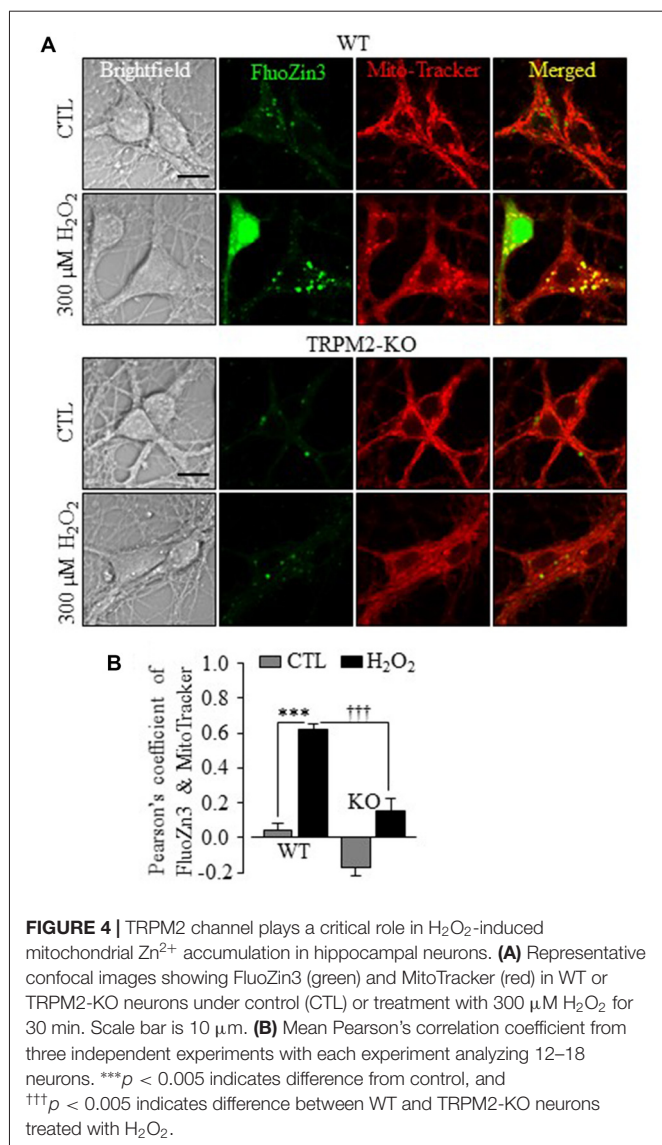 A
WT
Brightfield FluoZin3 Mito-Tracker Merged
CTL
300 μM H₂O₂
TRPM2-KO
CTL
300 μM H₂O₂
B
CTL H₂O₂
Pearson's coefficient of
FluoZn3 & MitoTracker
1.0
0.8
0.6
0.4
0.2
0.0
-0.2
*** †††
WT
KO
FIGURE 4 | TRPM2 channel plays a critical role in H₂O₂-induced
mitochondrial Zn²⁺ accumulation in hippocampal neurons. (A) Representative
confocal images showing FluoZin3 (green) and MitoTracker (red) in WT or
TRPM2-KO neurons under control (CTL) or treatment with 300 μM H₂O₂ for
30 min. Scale bar is 10 μm. (B) Mean Pearson's correlation coefficient from
three independent experiments with each experiment analyzing 12–18
neurons. ***p < 0.005 indicates difference from control, and
†††p < 0.005 indicates difference between WT and TRPM2-KO neurons
treated with H₂O₂.